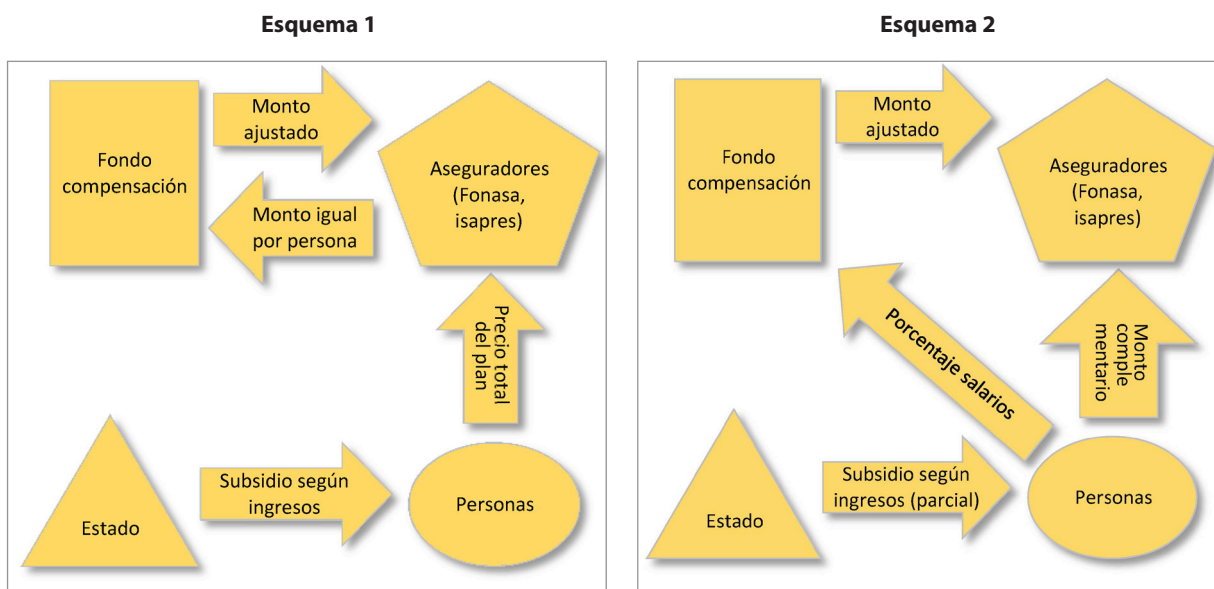 Esquema 1
Fondo
compensación
Monto
ajustado
Monto igual
por persona
Aseguradores
(Fonasa,
isapres)
Precio total
del plan
Estado
Subsidio según
ingresos
Personas
Esquema 2
Fondo
compensación
Monto
ajustado
Aseguradores
(Fonasa,
isapres)
Porcentaje salarios
Monto
comple
mentario
Estado
Subsidio según
ingresos (parcial)
Personas